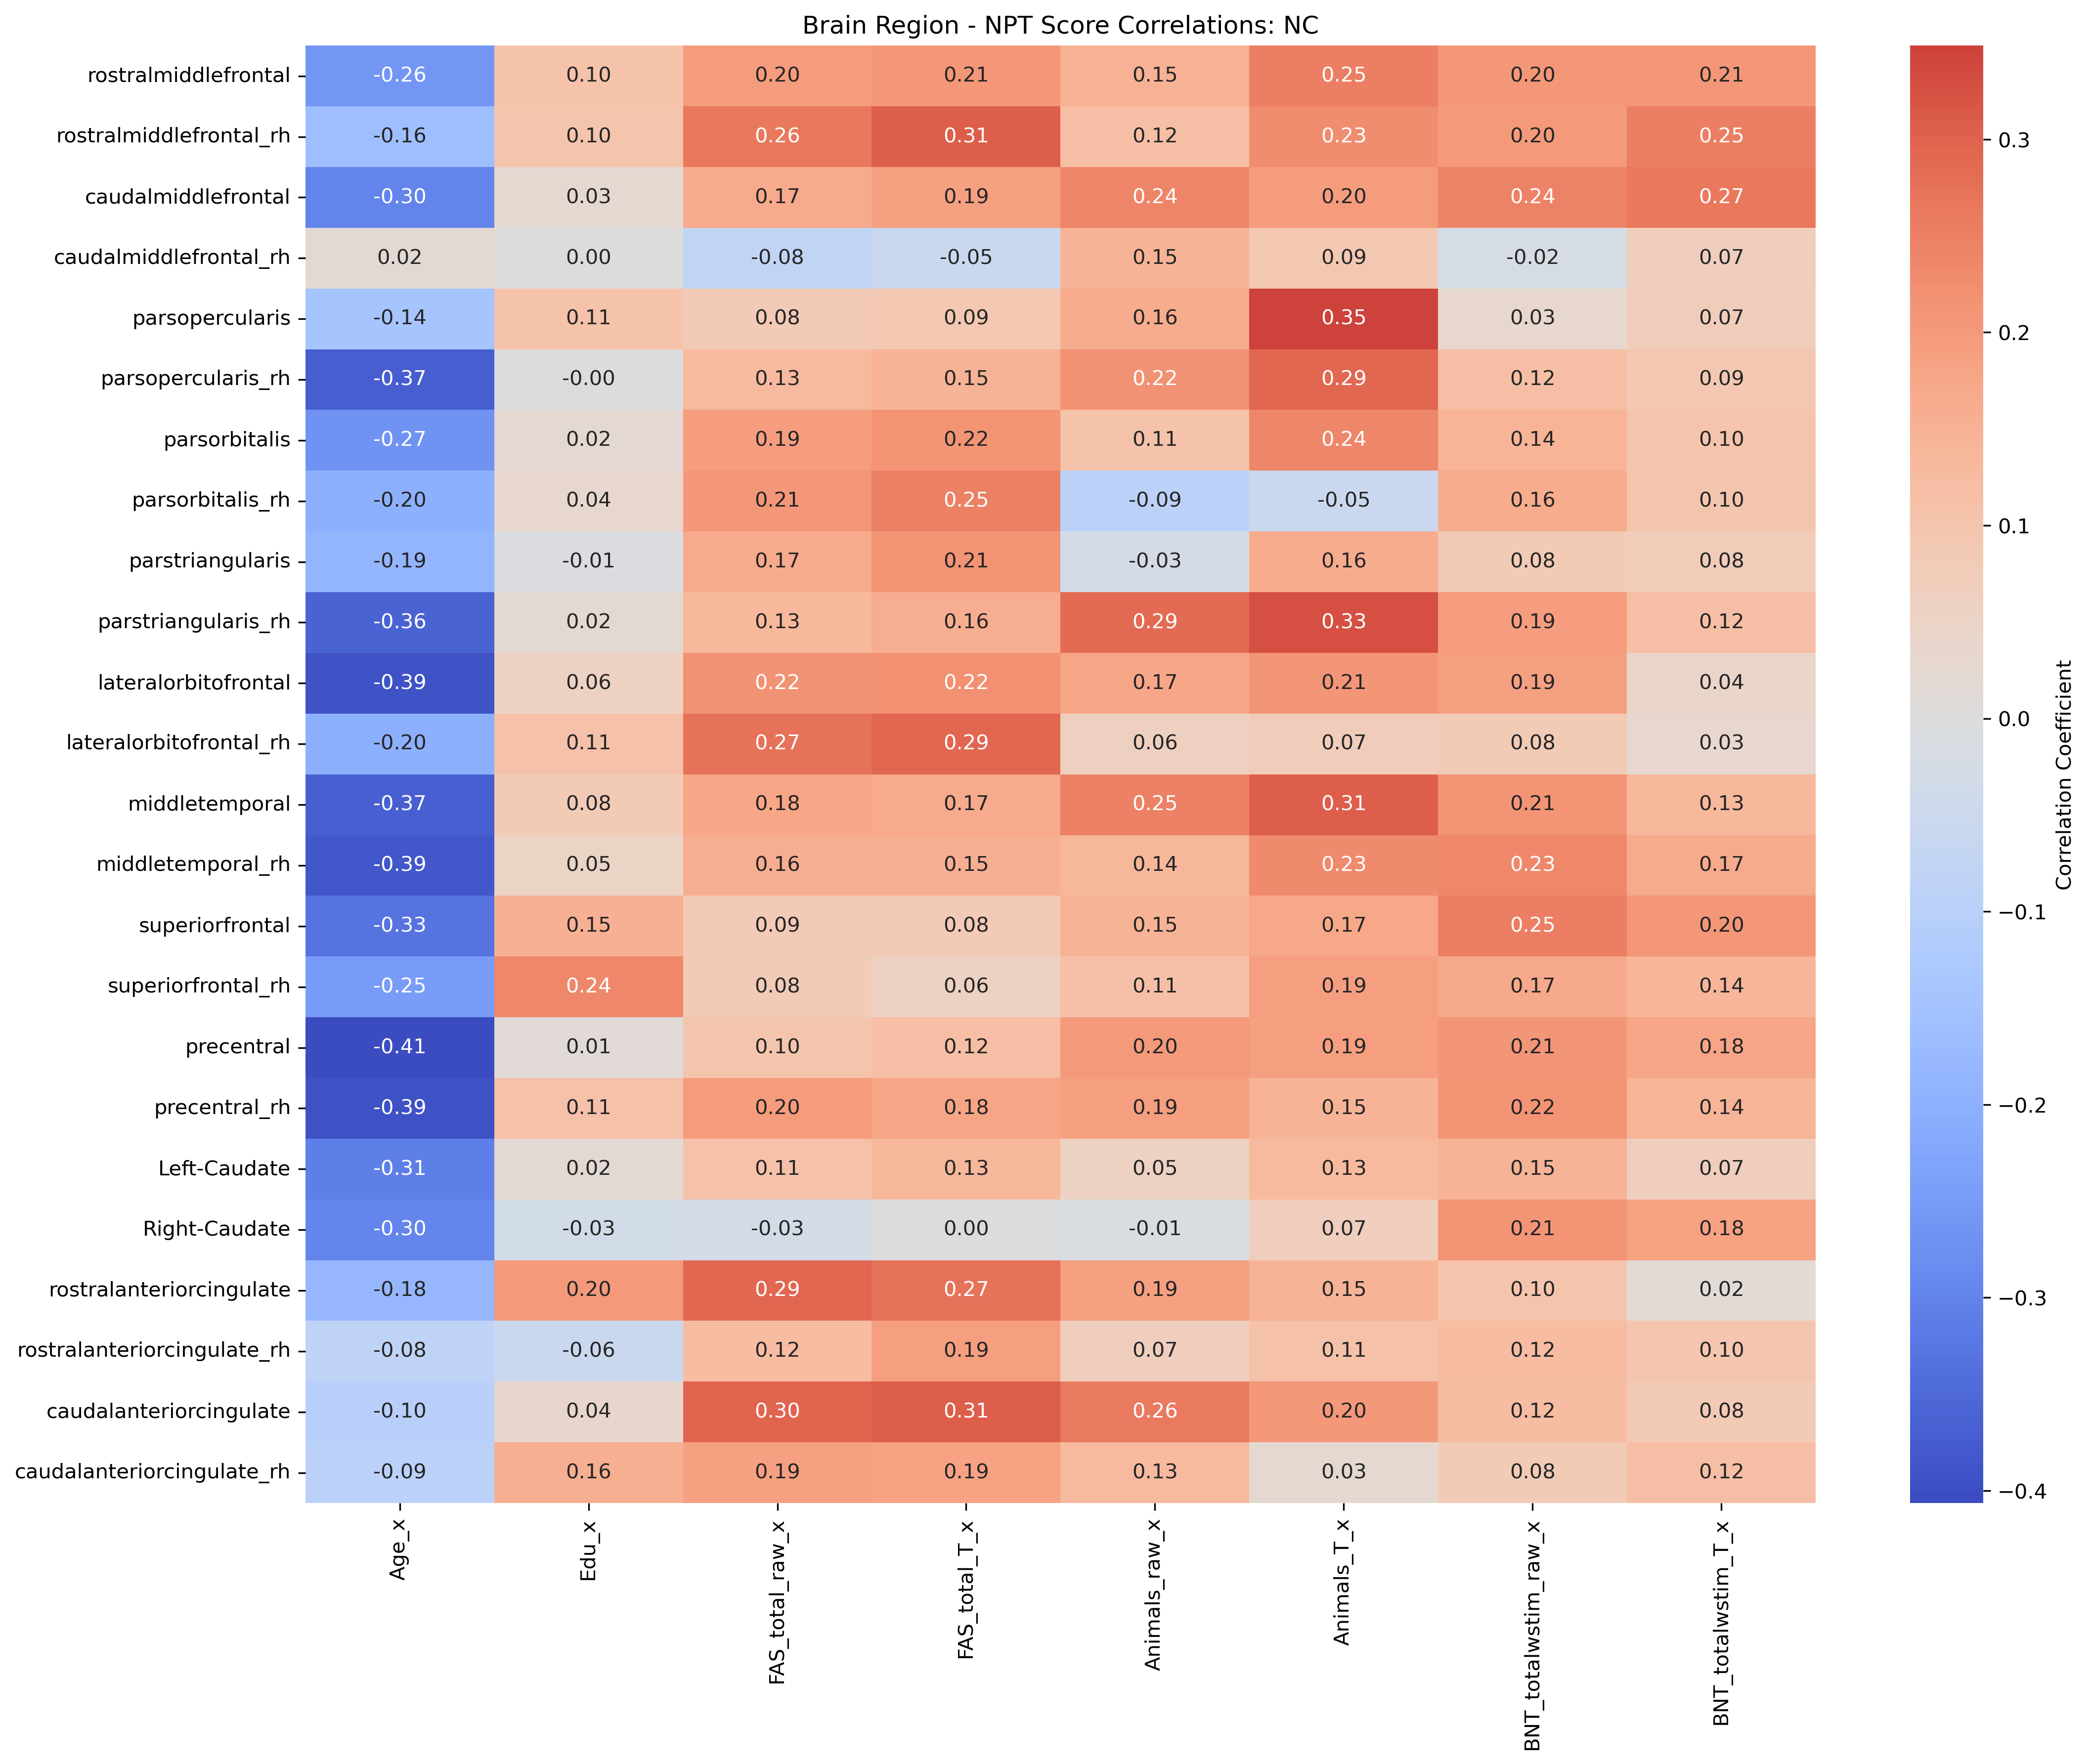 Brain Region - NPT Score Correlations: NC
rostralmiddlefrontal -0.26 0.10 0.20 0.21 0.15 0.25 0.20 0.21
rostralmiddlefrontal_rh -0.16 0.10 0.26 0.31 0.12 0.23 0.20 0.25
caudalmiddlefrontal -0.30 0.03 0.17 0.19 0.24 0.20 0.24 0.27
caudalmiddlefrontal_rh 0.02 0.00 -0.08 -0.05 0.15 0.09 -0.02 0.07
parsopercularis -0.14 0.11 0.08 0.09 0.16 0.35 0.03 0.07
parsopercularis_rh -0.37 -0.00 0.13 0.15 0.22 0.29 0.12 0.09
parsorbitalis -0.27 0.02 0.19 0.22 0.11 0.24 0.14 0.10
parsorbitalis_rh -0.20 0.04 0.21 0.25 -0.09 -0.05 0.16 0.10
parstriangularis -0.19 -0.01 0.17 0.21 -0.03 0.16 0.08 0.08
parstriangularis_rh -0.36 0.02 0.13 0.16 0.29 0.33 0.19 0.12
lateralorbitofrontal -0.39 0.06 0.22 0.22 0.17 0.21 0.19 0.04
lateralorbitofrontal_rh -0.20 0.11 0.27 0.29 0.06 0.07 0.08 0.03
middletemporal -0.37 0.08 0.18 0.17 0.25 0.31 0.21 0.13
middletemporal_rh -0.39 0.05 0.16 0.15 0.14 0.23 0.23 0.17
superiorfrontal -0.33 0.15 0.09 0.08 0.15 0.17 0.25 0.20
superiorfrontal_rh -0.25 0.24 0.08 0.06 0.11 0.19 0.17 0.14
precentral -0.41 0.01 0.10 0.12 0.20 0.19 0.21 0.18
precentral_rh -0.39 0.11 0.20 0.18 0.19 0.15 0.22 0.14
Left-Caudate -0.31 0.02 0.11 0.13 0.05 0.13 0.15 0.07
Right-Caudate -0.30 -0.03 -0.03 0.00 -0.01 0.07 0.21 0.18
rostralanteriorcingulate -0.18 0.20 0.29 0.27 0.19 0.15 0.10 0.02
rostralanteriorcingulate_rh -0.08 -0.06 0.12 0.19 0.07 0.11 0.12 0.10
caudalanteriorcingulate -0.10 0.04 0.30 0.31 0.26 0.20 0.12 0.08
caudalanteriorcingulate_rh -0.09 0.16 0.19 0.19 0.13 0.03 0.08 0.12
Age_x
Edu_x
FAS_total_raw_x
FAS_total_T_x
Animals_raw_x
Animals_T_x
BNT_totalwstim_raw_x
BNT_totalwstim_T_x
0.3
0.2
0.1
0.0
−0.1
−0.2
−0.3
−0.4
Correlation Coefficient